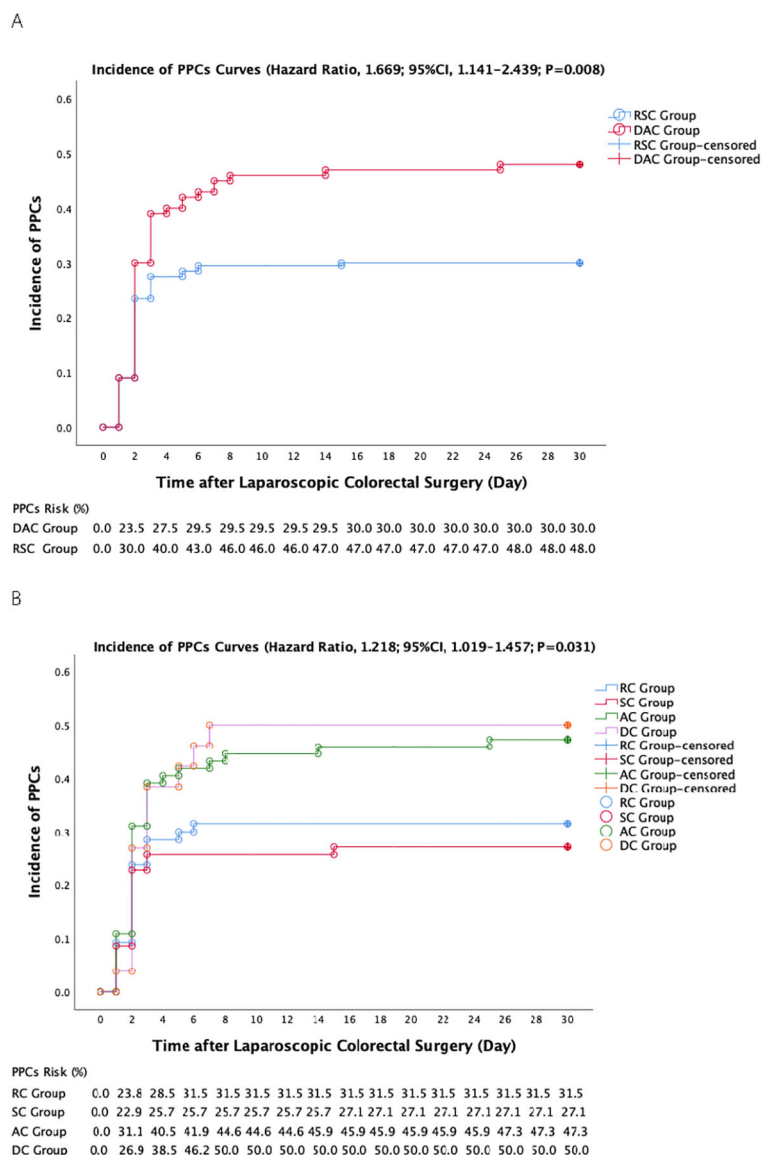 A
Incidence of PPCs Curves (Hazard Ratio, 1.669; 95%CI, 1.141-2.439; P=0.008)
0.6
0.5
0.4
0.3
0.2
0.1
0.0
Incidence of PPCs
RSC Group
DAC Group
RSC Group-censored
DAC Group-censored
0 2 4 6 8 10 12 14 16 18 20 22 24 26 28 30
Time after Laparoscopic Colorectal Surgery (Day)
PPCs Risk (%)
DAC Group 0.0 23.5 27.5 29.5 29.5 29.5 29.5 29.5 30.0 30.0 30.0 30.0 30.0 30.0 30.0 30.0
RSC Group 0.0 30.0 40.0 43.0 46.0 46.0 46.0 47.0 47.0 47.0 47.0 47.0 47.0 48.0 48.0 48.0
B
Incidence of PPCs Curves (Hazard Ratio, 1.218; 95%CI, 1.019-1.457; P=0.031)
0.6
0.5
0.4
0.3
0.2
0.1
0.0
Incidence of PPCs
RC Group
SC Group
AC Group
DC Group
RC Group-censored
SC Group-censored
AC Group-censored
DC Group-censored
RC Group
SC Group
AC Group
DC Group
0 2 4 6 8 10 12 14 16 18 20 22 24 26 28 30
Time after Laparoscopic Colorectal Surgery (Day)
PPCs Risk (%)
RC Group 0.0 23.8 28.5 31.5 31.5 31.5 31.5 31.5 31.5 31.5 31.5 31.5 31.5 31.5 31.5 31.5
SC Group 0.0 22.9 25.7 25.7 25.7 25.7 25.7 25.7 27.1 27.1 27.1 27.1 27.1 27.1 27.1 27.1
AC Group 0.0 31.1 40.5 41.9 44.6 44.6 44.6 45.9 45.9 45.9 45.9 45.9 45.9 47.3 47.3 47.3
DC Group 0.0 26.9 38.5 46.2 50.0 50.0 50.0 50.0 50.0 50.0 50.0 50.0 50.0 50.0 50.0 50.0